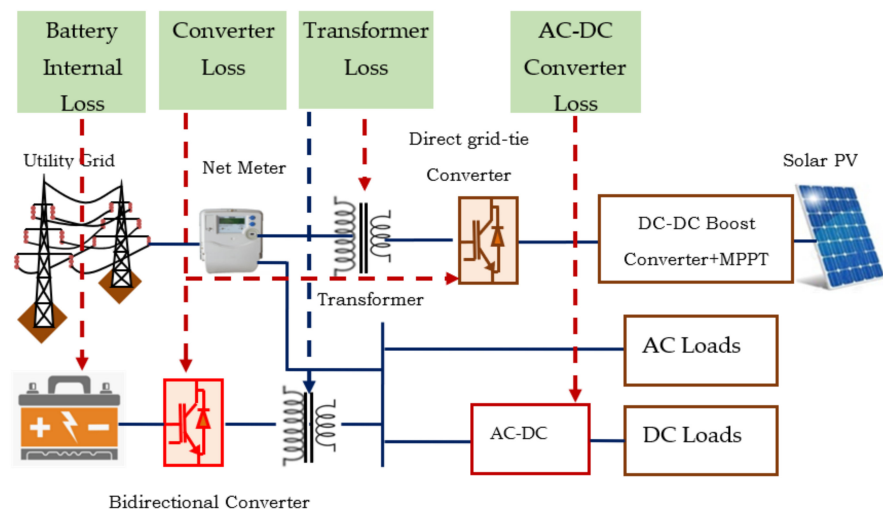 Battery
Internal
Loss
Converter
Loss
Transformer
Loss
AC-DC
Converter
Loss
Utility Grid
Net Meter
Direct grid-tie
Converter
Solar PV
DC-DC Boost
Converter+MPPT
Transformer
AC Loads
AC-DC
DC Loads
Bidirectional Converter